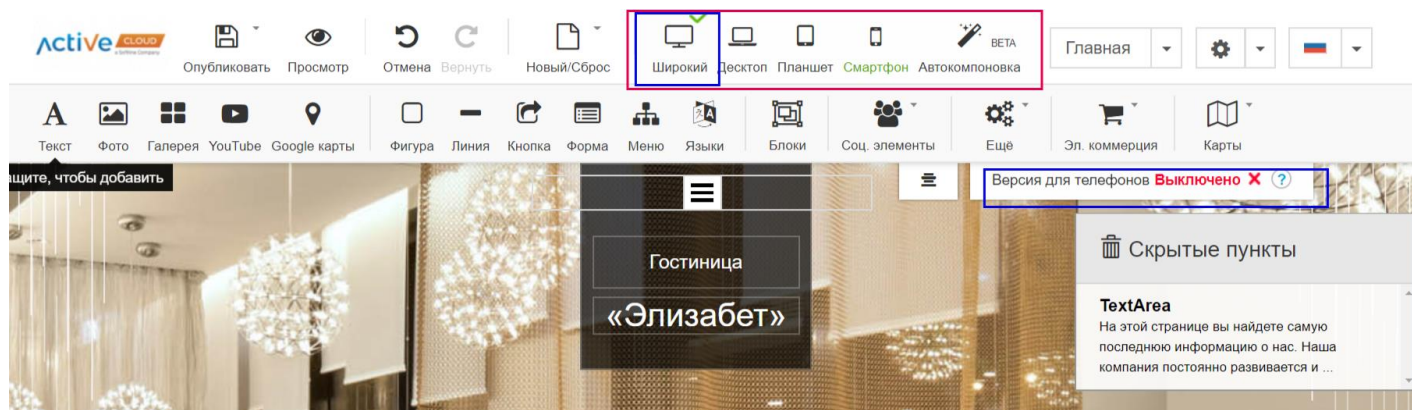 ACTIVE CLOUD
a Softline Company
Опубликовать
Просмотр
Отмена
Вернуть
Новый/Сброс
Широкий
Десктоп
Планшет
Смартфон
Автокомпоновка
BETA
Главная
Текст
Фото
Галерея
YouTube
Google карты
Фигура
Линия
Кнопка
Форма
Меню
Языки
Блоки
Соц. элементы
Ещё
Эл. коммерция
Карты
ащите, чтобы добавить
Версия для телефонов Выключено ?
Гостиница
«Элизабет»
Скрытые пункты
TextArea
На этой странице вы найдете самую
последнюю информацию о нас. Наша
компания постоянно развивается и ...